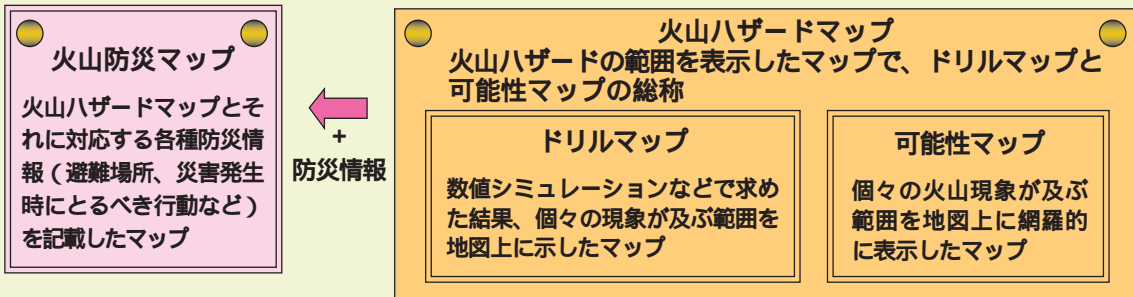 火山防災マップ
火山ハザードマップとそ
れに対応する各種防災情
報（避難場所、災害発生
時にとるべき行動など）
を記載したマップ
+
防災情報
火山ハザードマップ
火山ハザードの範囲を表示したマップで、ドリルマップと
可能性マップの総称
ドリルマップ
数値シミュレーションなどで求め
た結果、個々の現象が及ぶ範囲を
地図上に示したマップ
可能性マップ
個々の火山現象が及ぶ
範囲を地図上に網羅的
に表示したマップ